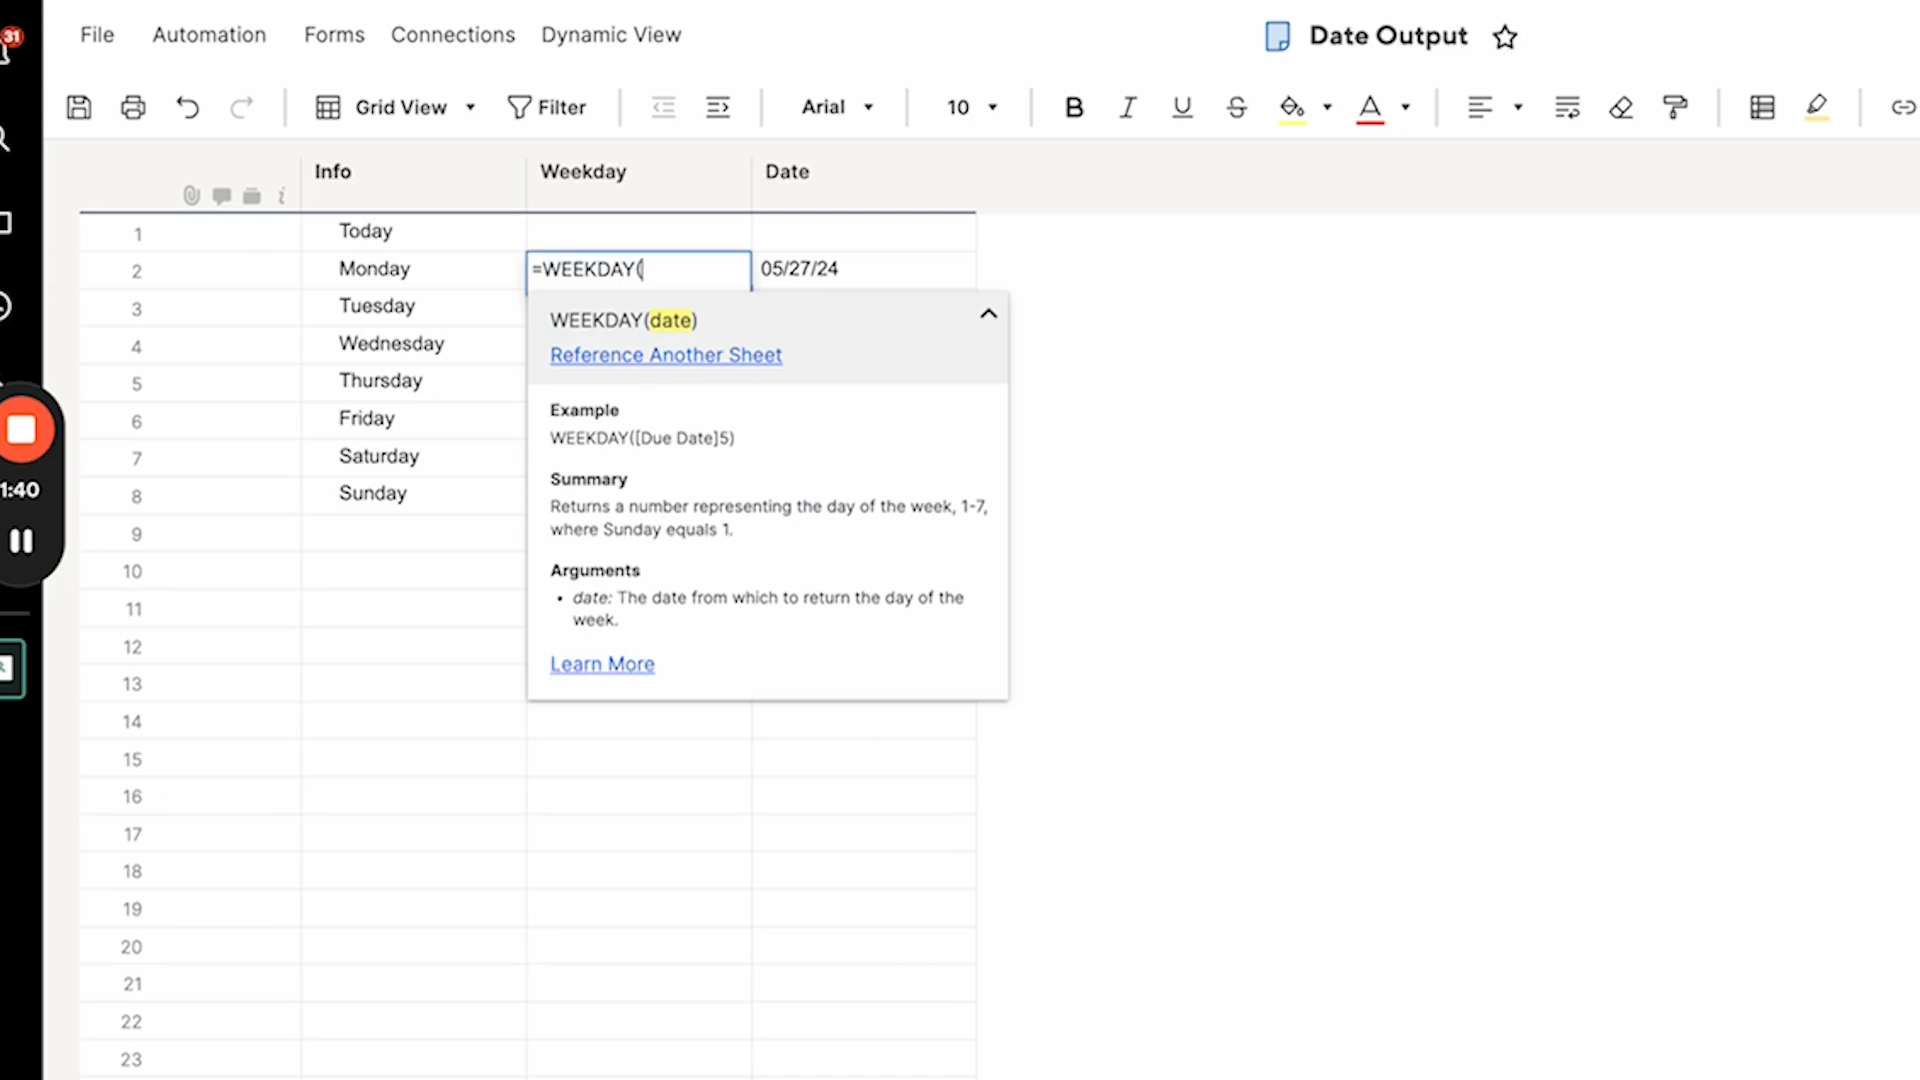 31
File Automation Forms Connections Dynamic View
Date Output
Grid View Filter Arial 10 B I U S A
Info Weekday Date
i
1 Today
2 Monday =WEEKDAY( 05/27/24
3 Tuesday
4 Wednesday
5 Thursday
6 Friday
7 Saturday
8 Sunday
9
10
11
12
13
14
15
16
17
18
19
20
21
22
23
WEEKDAY(date)
Reference Another Sheet
Example
WEEKDAY([Due Date]5)
Summary
Returns a number representing the day of the week, 1-7,
where Sunday equals 1.
Arguments
• date: The date from which to return the day of the
week.
Learn More
1:40